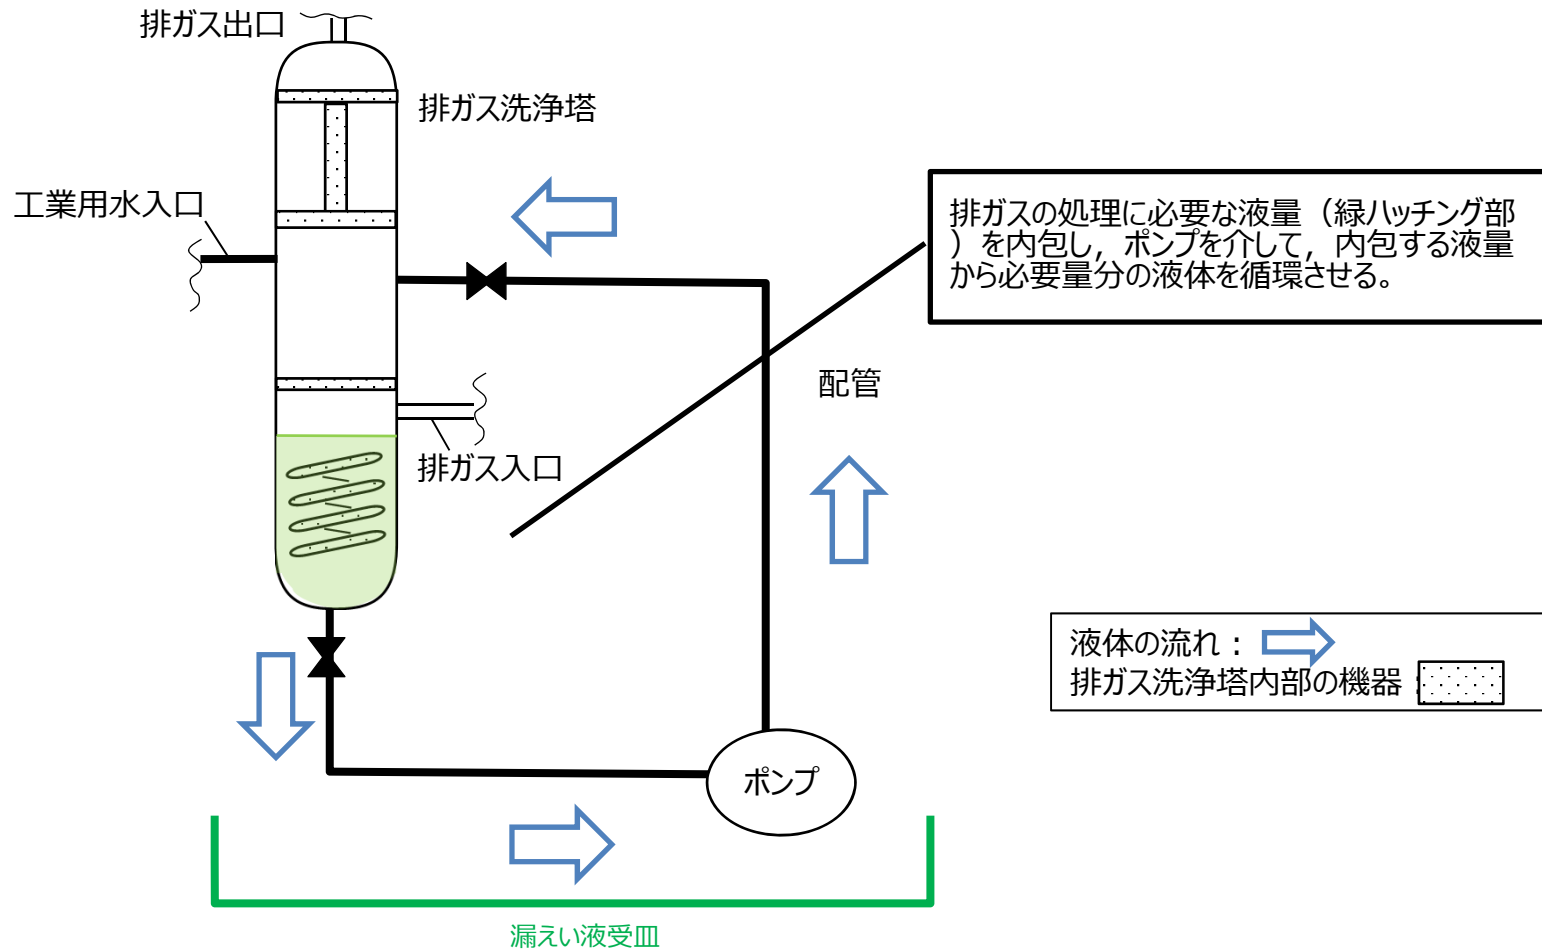 排ガス出口
排ガス洗浄塔
工業用水入口
排ガスの処理に必要な液量（緑ハッチング部
）を内包し，ポンプを介して，内包する液量
から必要量分の液体を循環させる。
配管
排ガス入口
液体の流れ：
排ガス洗浄塔内部の機器：
ポンプ
漏えい液受皿